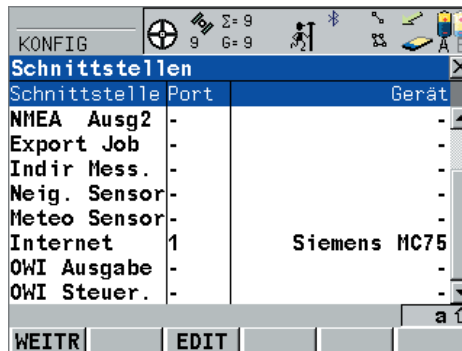 KONFIG 9 Σ= 9 G= 9
Schnittstellen
Schnittstelle Port Gerät
NMEA Ausg2 - -
Export Job - -
Indir Mess. - -
Neig. Sensor - -
Meteo Sensor - -
Internet 1 Siemens MC75
OWI Ausgabe - -
OWI Steuer. - -
a
WEITR EDIT